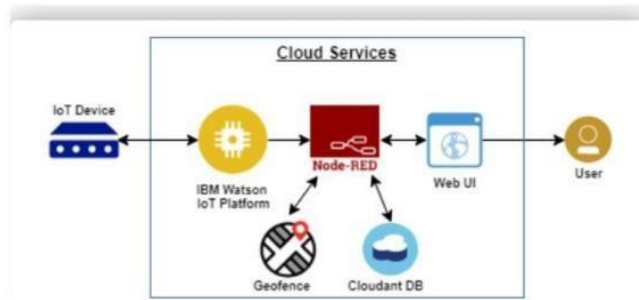 Cloud Services
IoT Device
Node-RED
IBM Watson
IoT Platform
Web UI
User
Geofence
Cloudant DB